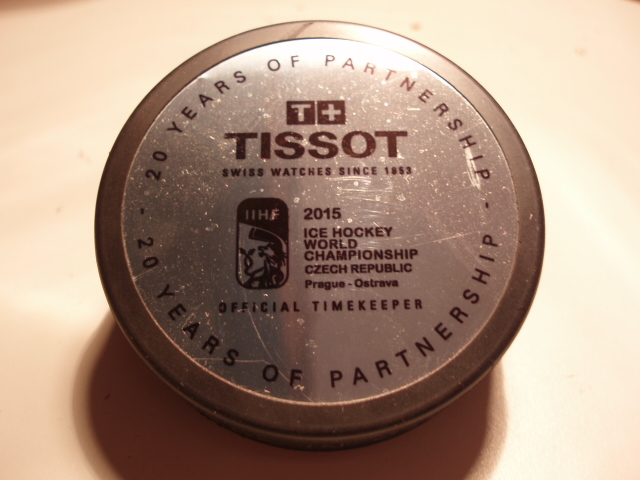 20 YEARS OF PARTNERSHIP -
T+
TISSOT
SWISS WATCHES SINCE 1853
IIHF
2015
ICE HOCKEY
WORLD
CHAMPIONSHIP
CZECH REPUBLIC
Prague - Ostrava
OFFICIAL TIMEKEEPER
- 20 YEARS OF PARTNERSHIP